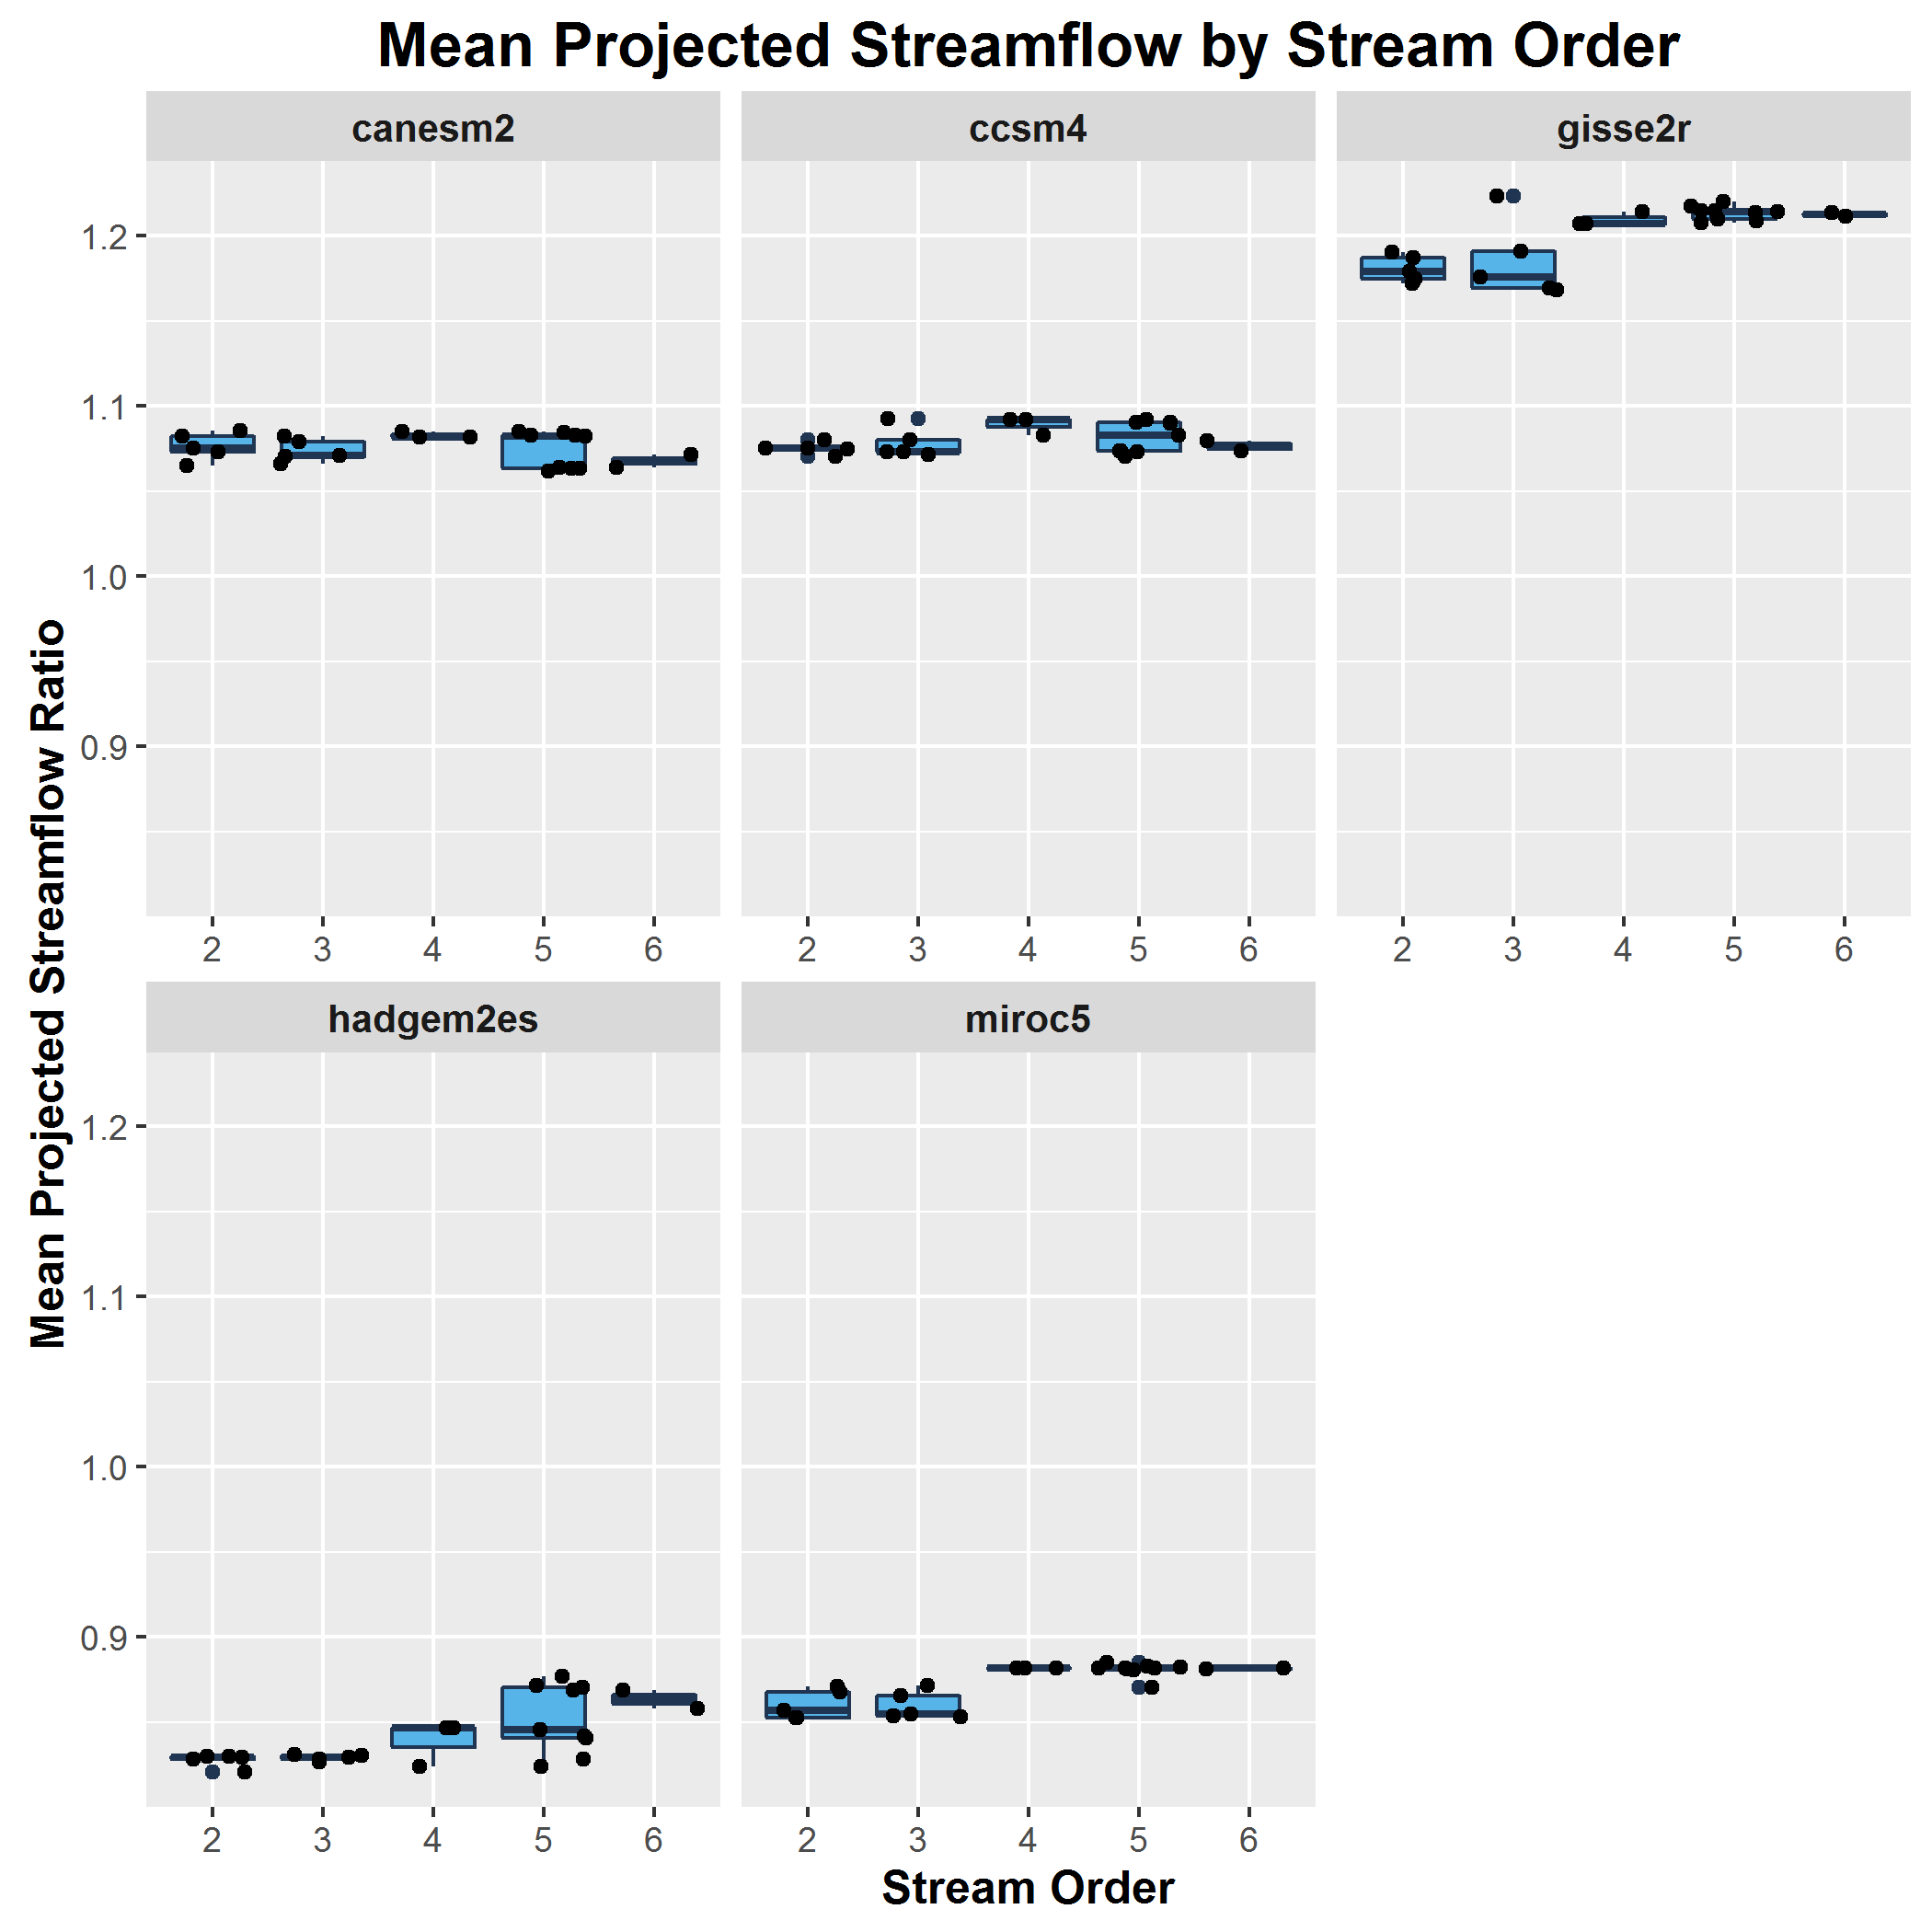 Mean Projected Streamflow by Stream Order
canesm2
ccsm4
gisse2r
1.2
1.1
1.0
0.9
2 3 4 5 6
2 3 4 5 6
2 3 4 5 6
Mean Projected Streamflow Ratio
hadgem2es
miroc5
1.2
1.1
1.0
0.9
2 3 4 5 6
2 3 4 5 6
Stream Order